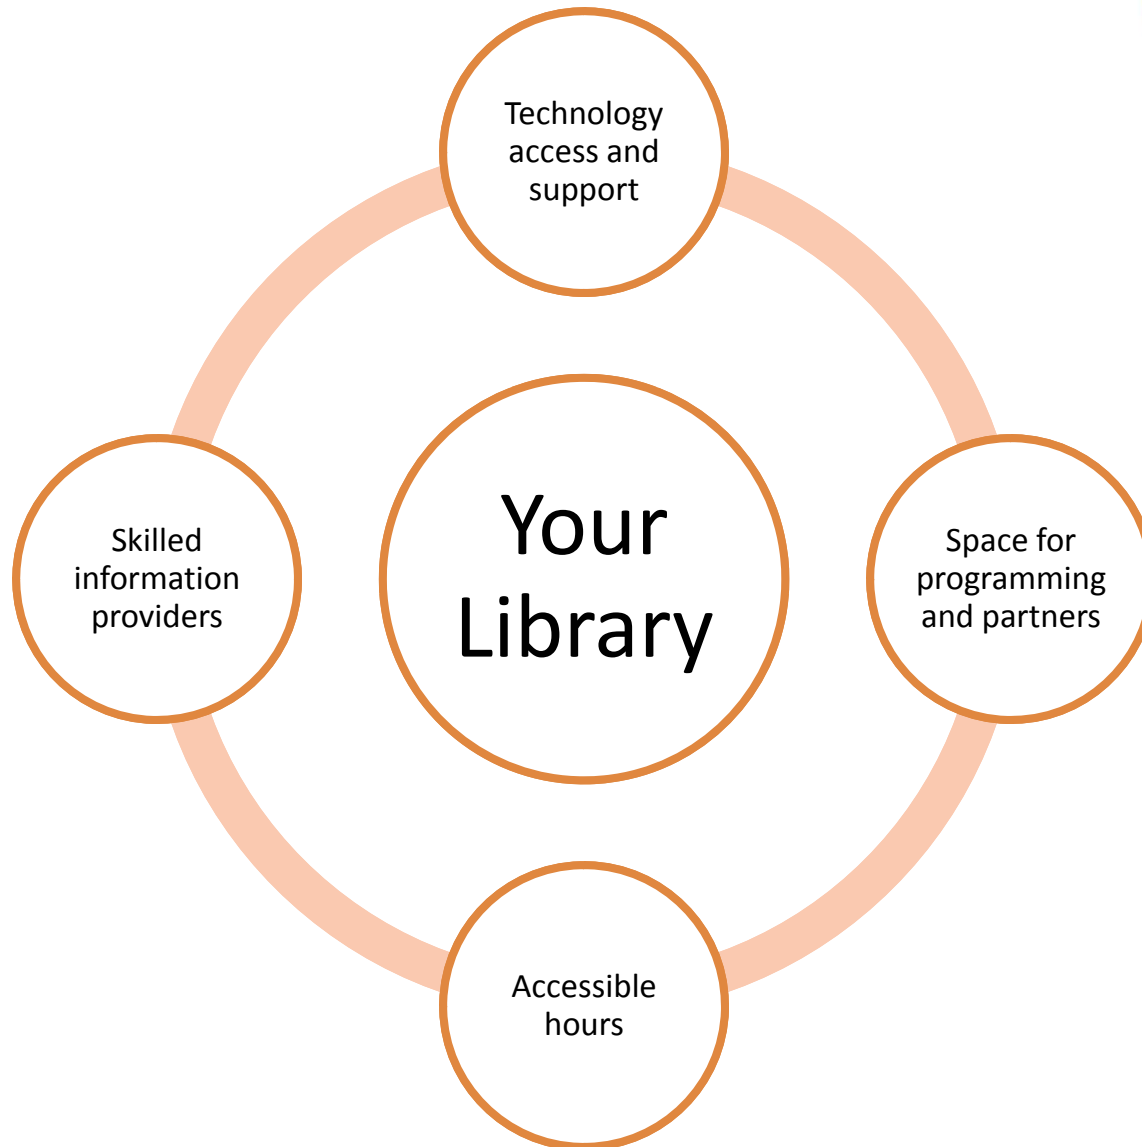 Technology
access and
support
Skilled
information
providers
Your
Library
Space for
programming
and partners
Accessible
hours